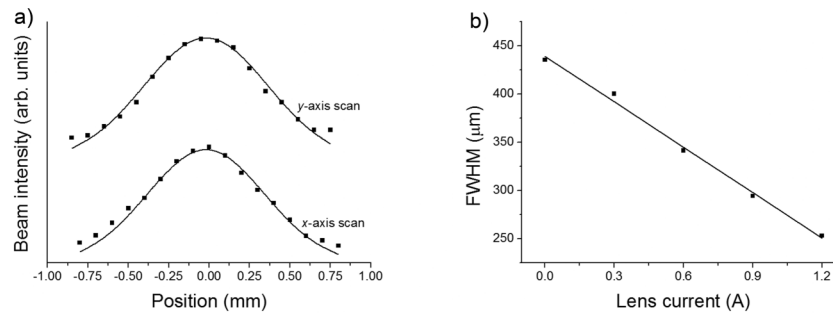 a)
Beam intensity (arb. units)
y-axis scan
x-axis scan
-1.00 -0.75 -0.50 -0.25 0.00 0.25 0.50 0.75 1.00
Position (mm)
b)
FWHM (μm)
450
400
350
300
250
0.0 0.3 0.6 0.9 1.2
Lens current (A)